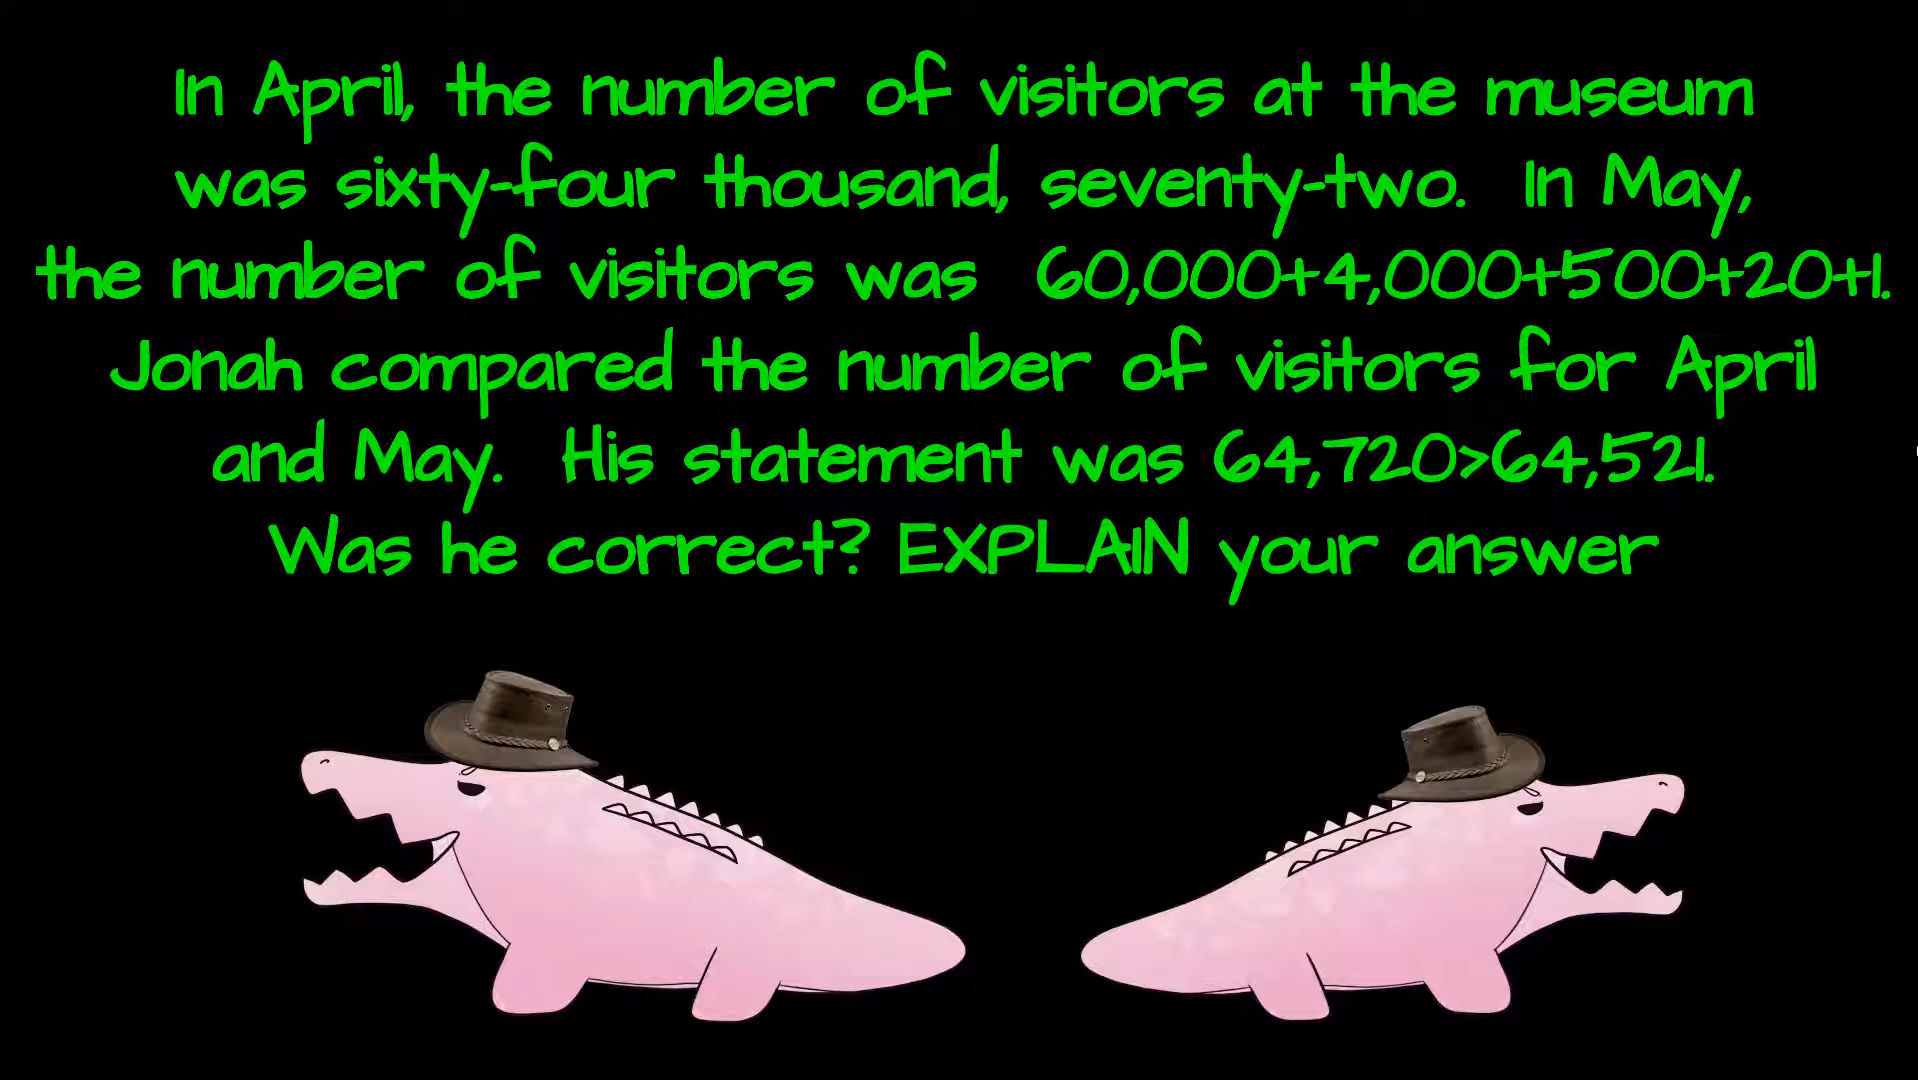 In April, the number of visitors at the museum
was sixty-four thousand, seventy-two. In May,
the number of visitors was 60,000+4,000+500+20+1.
Jonah compared the number of visitors for April
and May. His statement was 64,720>64,521.
Was he correct? EXPLAIN your answer